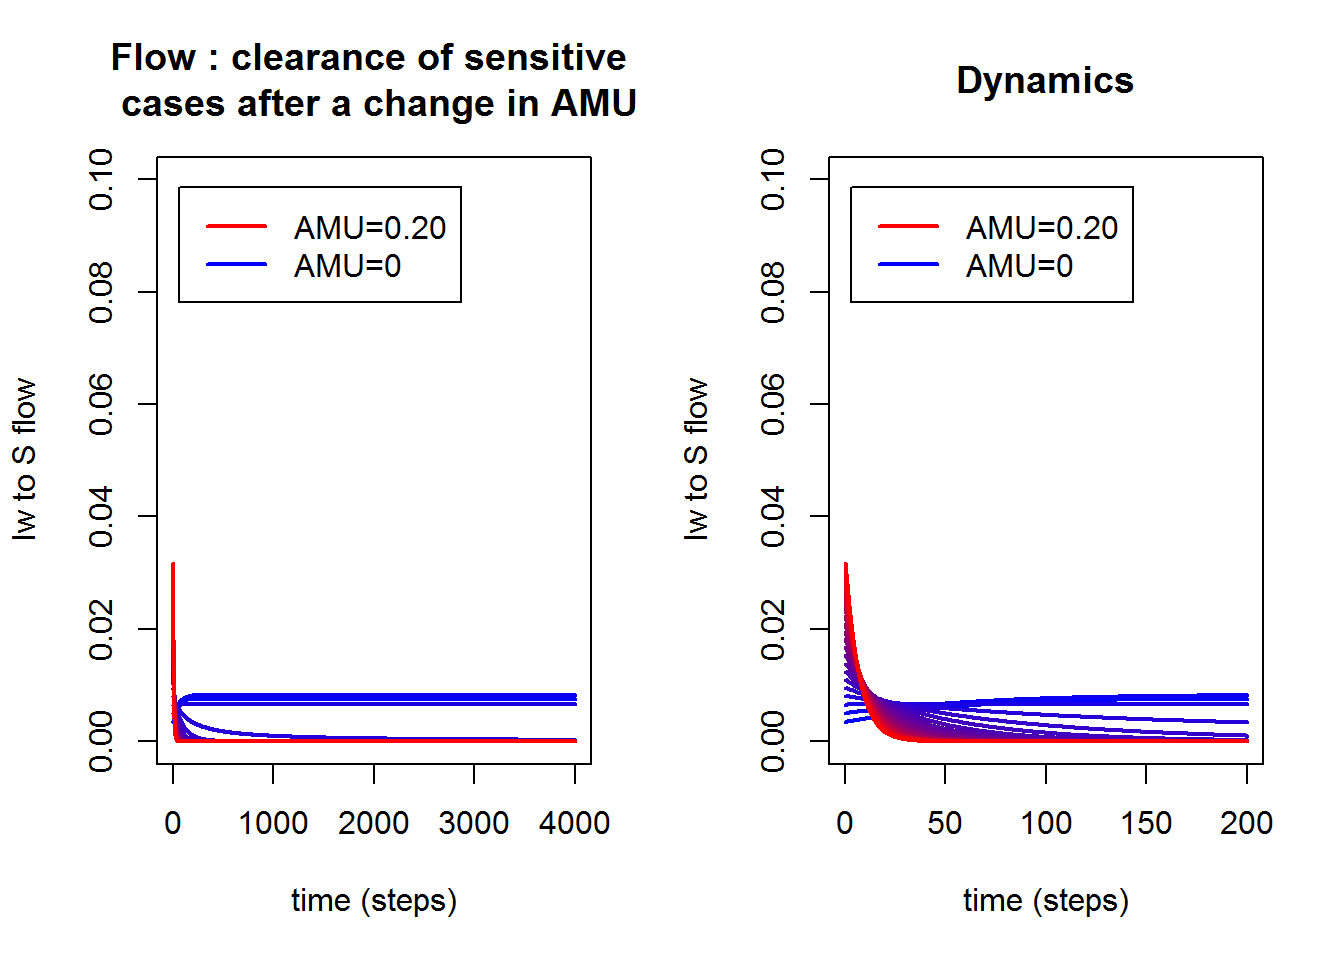 Flow : clearance of sensitive
cases after a change in AMU
0.00
0.02
0.04
0.06
0.08
0.10
Iw to S flow
AMU=0.20
AMU=0
0 1000 2000 3000 4000
time (steps)
Dynamics
0.00
0.02
0.04
0.06
0.08
0.10
Iw to S flow
AMU=0.20
AMU=0
0 50 100 150 200
time (steps)